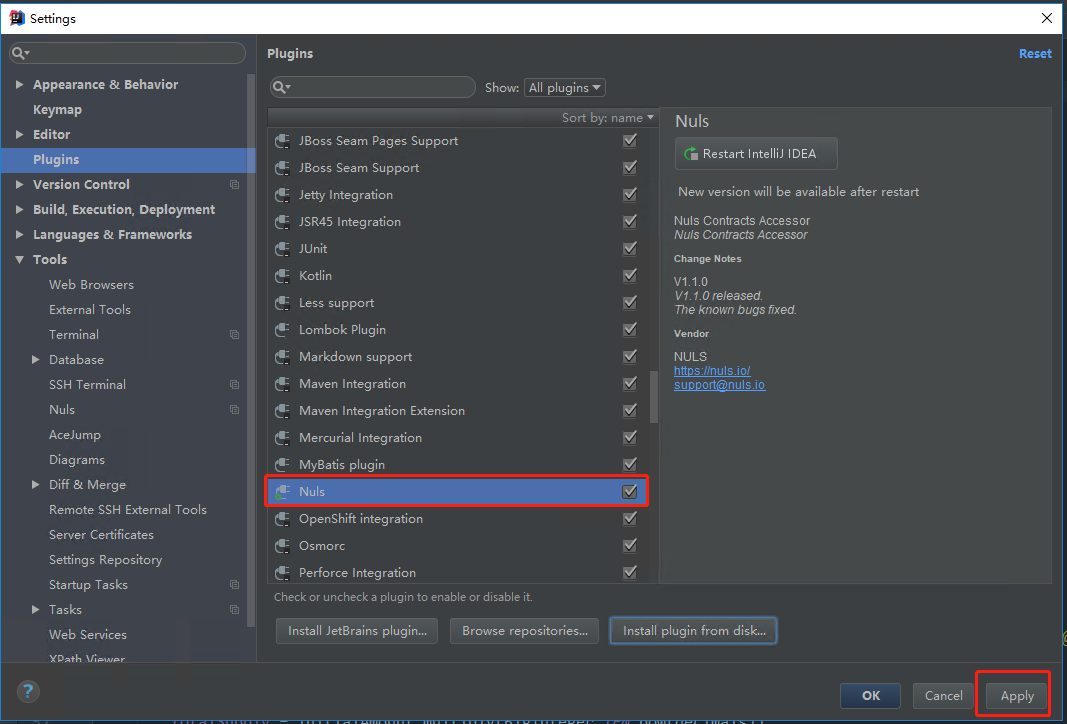 Settings
Appearance & Behavior
Keymap
Editor
Plugins
Version Control
Build, Execution, Deployment
Languages & Frameworks
Tools
Web Browsers
External Tools
Terminal
Database
SSH Terminal
Nuls
AceJump
Diagrams
Diff & Merge
Remote SSH External Tools
Server Certificates
Settings Repository
Startup Tasks
Tasks
Web Services
XPath Viewer
Plugins
Reset
Show: All plugins
Sort by: name
JBoss Seam Pages Support
JBoss Seam Support
Jetty Integration
JSR45 Integration
JUnit
Kotlin
Less support
Lombok Plugin
Markdown support
Maven Integration
Maven Integration Extension
Mercurial Integration
MyBatis plugin
Nuls
OpenShift integration
Osmorc
Perforce Integration
Check or uncheck a plugin to enable or disable it.
Install JetBrains plugin... Browse repositories... Install plugin from disk...
Nuls
Restart IntelliJ IDEA
New version will be available after restart
Nuls Contracts Accessor
Nuls Contracts Accessor
Change Notes
V1.1.0
V1.1.0 released.
The known bugs fixed.
Vendor
NULS
https://nuls.io/
support@nuls.io
?
OK Cancel Apply